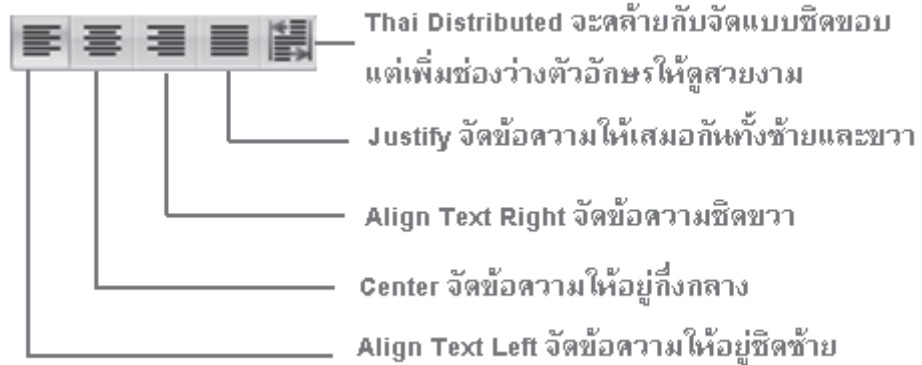 Thai Distributed จะคล้ายกับจัดแบบชิดขอบ
แต่เพิ่มช่องว่างตัวอักษรให้ดูสวยงาม
Justify จัดข้อความให้เสมอกันทั้งซ้ายและขวา
Align Text Right จัดข้อความชิดขวา
Center จัดข้อความให้อยู่กึ่งกลาง
Align Text Left จัดข้อความให้อยู่ชิดซ้าย